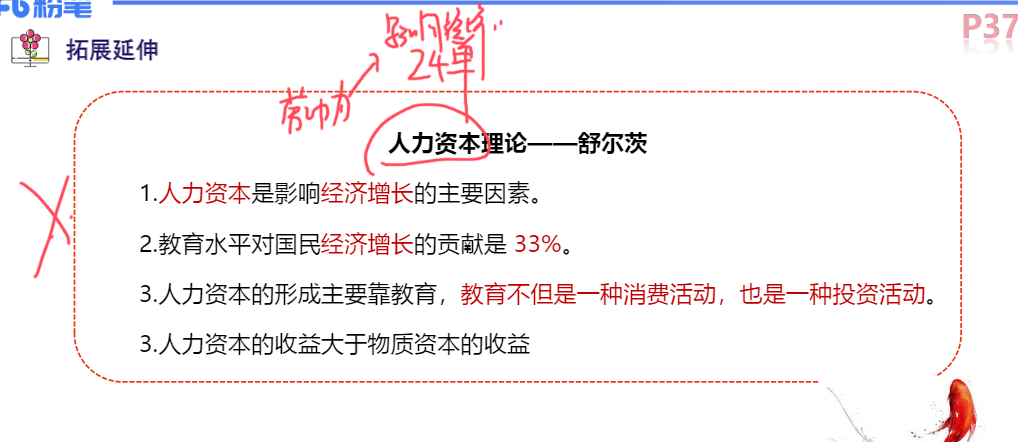 粉笔
P37
拓展延伸
影响经济
24单
劳动力
人力资本理论——舒尔茨
1.人力资本是影响经济增长的主要因素。
2.教育水平对国民经济增长的贡献是 33%。
3.人力资本的形成主要靠教育，教育不但是一种消费活动，也是一种投资活动。
3.人力资本的收益大于物质资本的收益